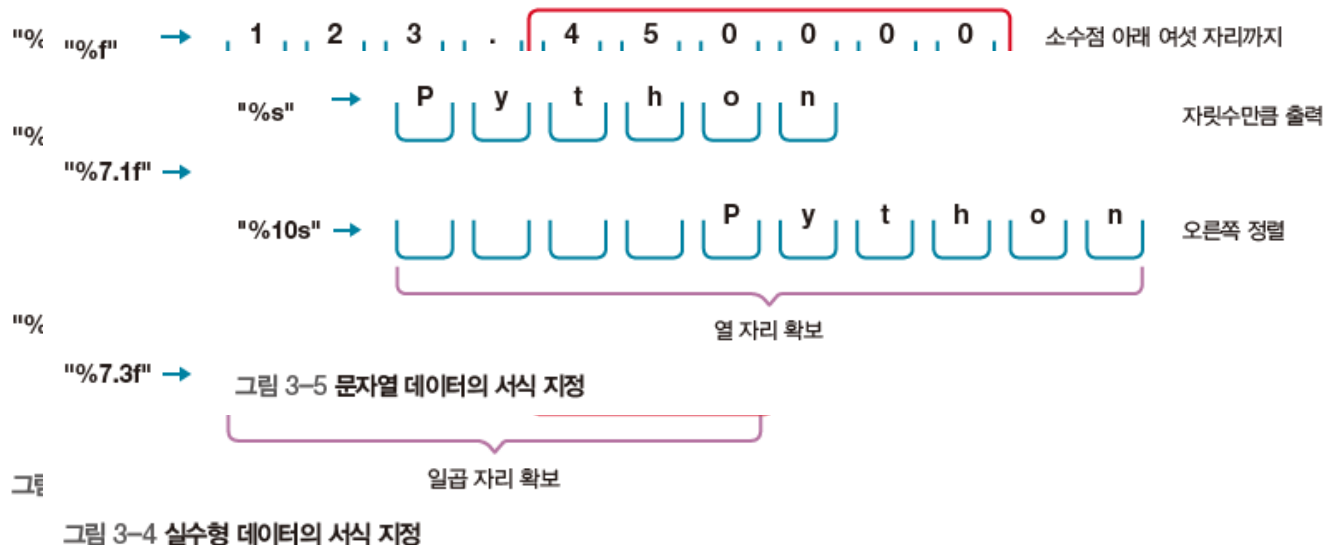 "%f" → 1 2 3 . 4 5 0 0 0 0 소수점 아래 여섯 자리까지
"%s" → P y t h o n 자릿수만큼 출력
"%7.1f" →
"%10s" → P y t h o n 오른쪽 정렬
열 자리 확보
"%7.3f" →
그림 3-5 문자열 데이터의 서식 지정
일곱 자리 확보
그림 3-4 실수형 데이터의 서식 지정